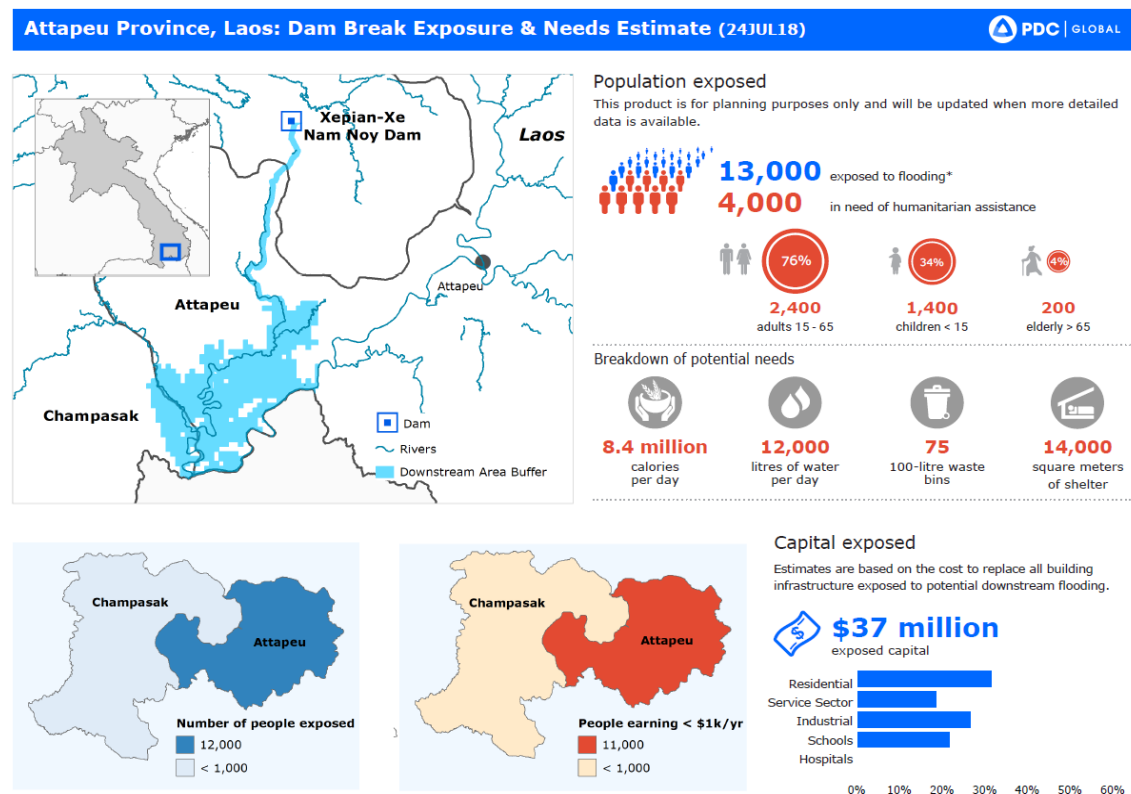 Attapeu Province, Laos: Dam Break Exposure & Needs Estimate (24JUL18)
PDC | GLOBAL
Xepian-Xe
Nam Noy Dam
Laos
Attapeu
Attapeu
Champasak
Dam
Rivers
Downstream Area Buffer
Population exposed
This product is for planning purposes only and will be updated when more detailed
data is available.
13,000 exposed to flooding*
4,000 in need of humanitarian assistance
76%
34%
4%
2,400
1,400
200
adults 15 - 65
children < 15
elderly > 65
Breakdown of potential needs
8.4 million
12,000
75
14,000
calories
per day
litres of water
per day
100-litre waste
bins
square meters
of shelter
Champasak
Attapeu
Number of people exposed
12,000
< 1,000
Champasak
Attapeu
People earning < $1k/yr
11,000
< 1,000
Capital exposed
Estimates are based on the cost to replace all building
infrastructure exposed to potential downstream flooding.
$37 million
exposed capital
Residential
Service Sector
Industrial
Schools
Hospitals
0% 10% 20% 30% 40% 50% 60%